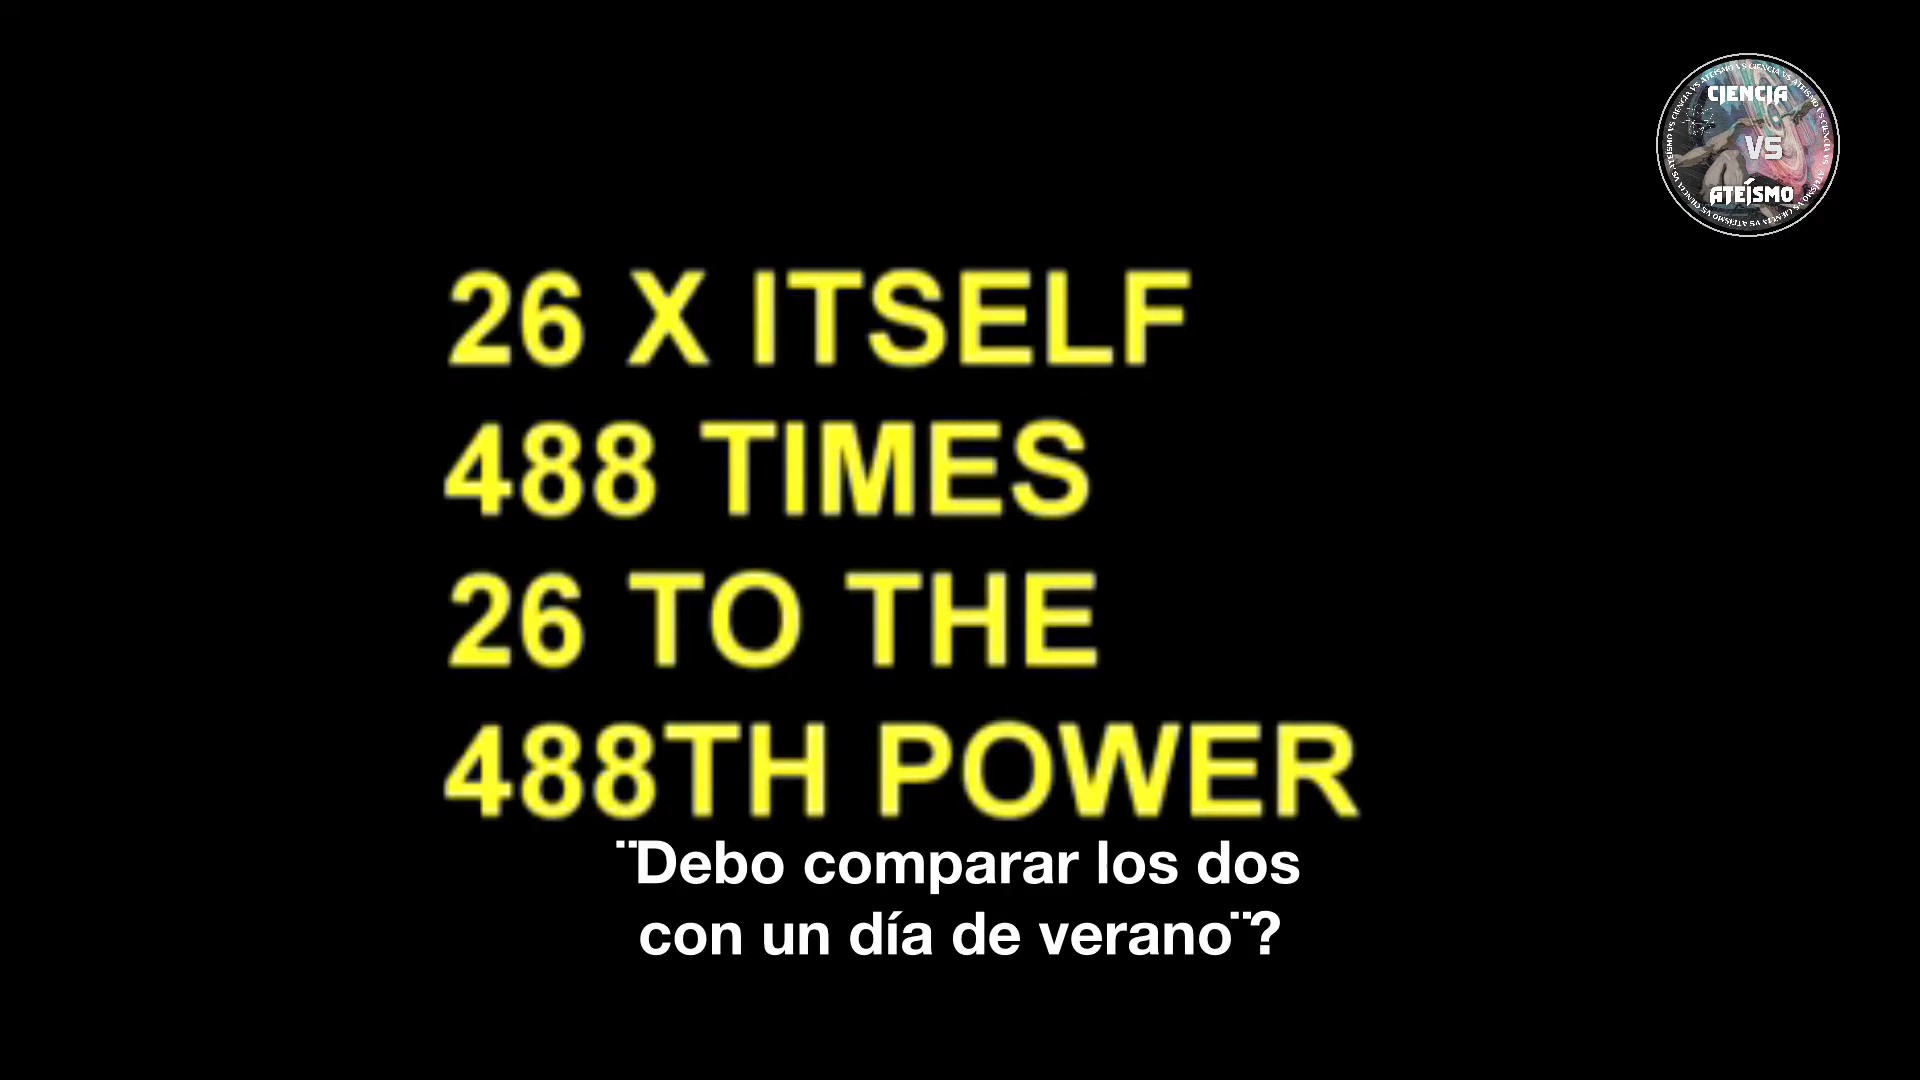 CIENCIA
VS
ATEÍSMO
26 X ITSELF
488 TIMES
26 TO THE
488TH POWER
¨Debo comparar los dos
con un día de verano¨?